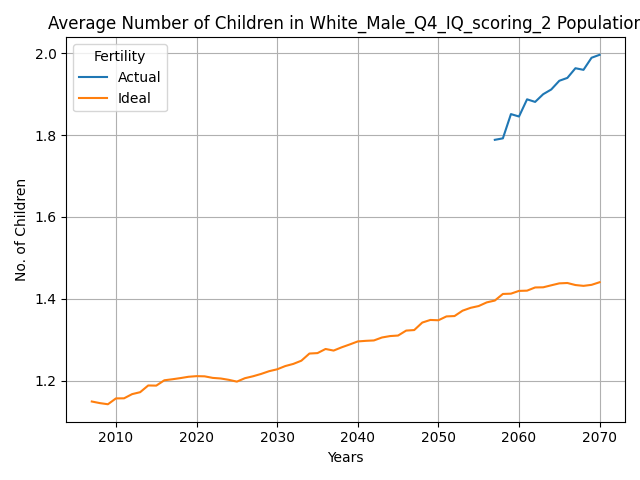 Average Number of Children in White_Male_Q4_IQ_scoring_2 Population
Fertility
Actual
Ideal
No. of Children
2.0
1.8
1.6
1.4
1.2
2010 2020 2030 2040 2050 2060 2070
Years